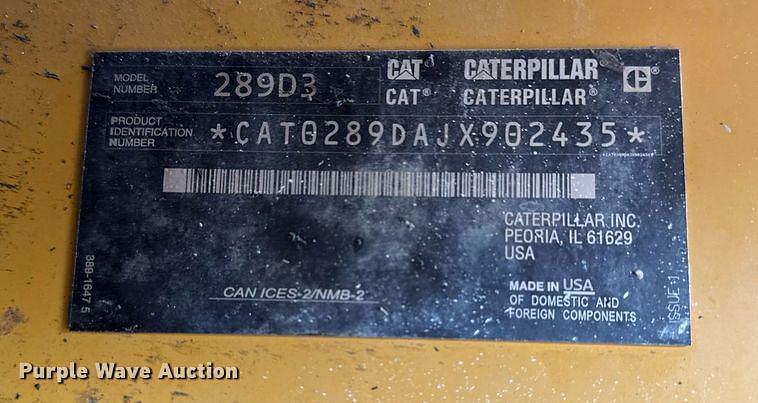 MODEL NUMBER 289D3
CAT CATERPILLAR C®
CAT® CATERPILLAR®
PRODUCT IDENTIFICATION NUMBER *CAT0289DAJX902435*
CATERPILLAR INC.
PEORIA, IL 61629
USA
CAN ICES-2/NMB-2
MADE IN USA
OF DOMESTIC AND
FOREIGN COMPONENTS
389-1647 5
ISSUE 1
Purple Wave Auction